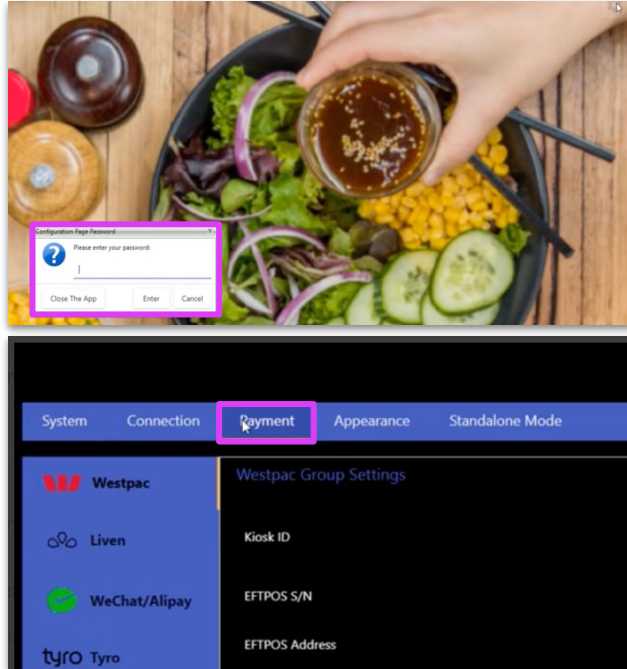 Configuration Page Password
Please enter your password:
Close The App Enter Cancel
System Connection Payment Appearance Standalone Mode
Westpac
Westpac Group Settings
Liven
Kiosk ID
WeChat/Alipay
EFTPOS S/N
EFTPOS Address
tyro Tyro